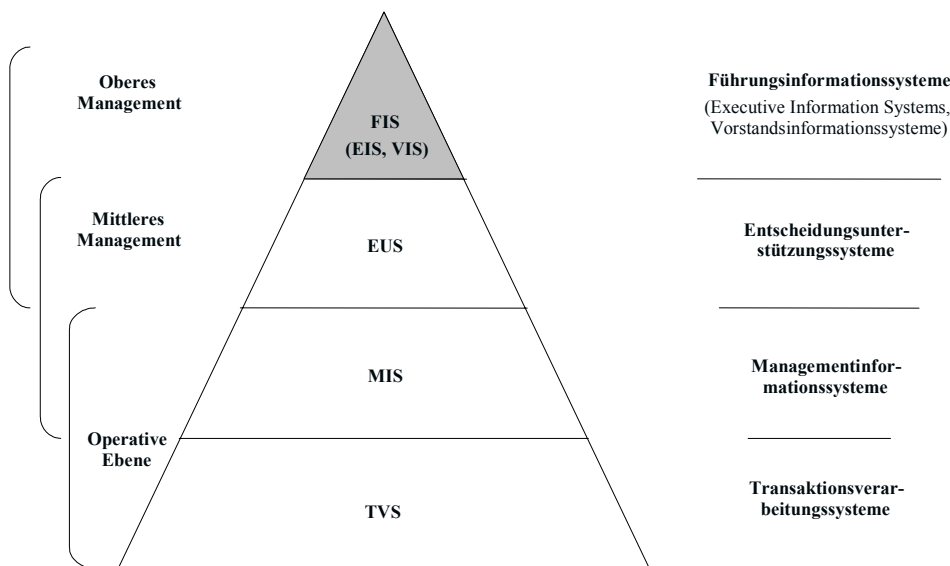 Oberes
Management
FIS
(EIS, VIS)
Führungsinformationssysteme
(Executive Information Systems,
Vorstandsinformationssysteme)
Mittleres
Management
EUS
Entscheidungsunter-
stützungssysteme
MIS
Managementinfor-
mationssysteme
Operative
Ebene
TVS
Transaktionsverar-
beitungssysteme